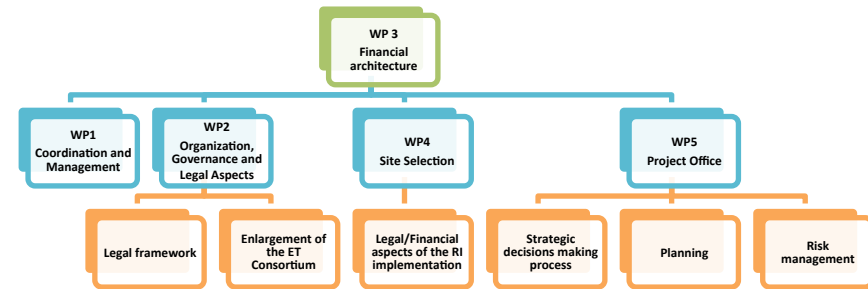 WP 3
Financial
architecture
WP1
Coordination and
Management
WP2
Organization,
Governance and
Legal Aspects
WP4
Site Selection
WP5
Project Office
Legal framework
Enlargement of
the ET
Consortium
Legal/Financial
aspects of the RI
implementation
Strategic
decisions making
process
Planning
Risk
management